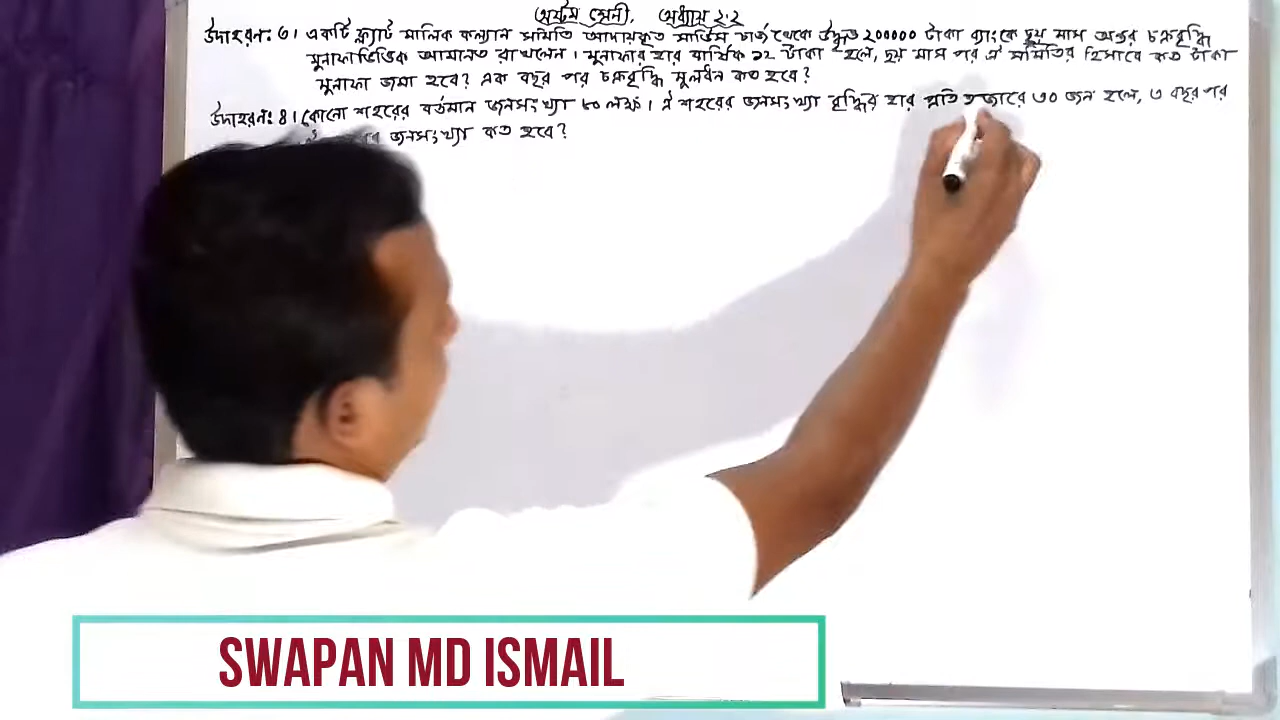 অষ্টম শ্রেণী, অধ্যায় ২.২
উদাহরন: ৩। একটি ফ্ল্যাট মালিক কল্যান সমিতি আদায়কৃত সার্ভিস চার্জ থেকে উদ্ধৃত ২০০০০০ টাকা ব্যাংকে ছয় মাস অন্তর চক্রবৃদ্ধি
মুনাফাভিত্তিক আমানত রাখলেন। মুনাফার হার বার্ষিক ১২ টাকা হলে, ছয় মাস পর ঐ সমিতির হিসাবে কত টাকা
মুনাফা জমা হবে? এক বছর পর চক্রবৃদ্ধি মূলধন কত হবে?
উদাহরন: ৪। কোনো শহরের বর্তমান জনসংখ্যা ৮০ লক্ষ। ঐ শহরের জনসংখ্যা বৃদ্ধির হার প্রতি হাজারে ৩০ জন হলে, ৩ বছর পর
জনসংখ্যা কত হবে?
SWAPAN MD ISMAIL